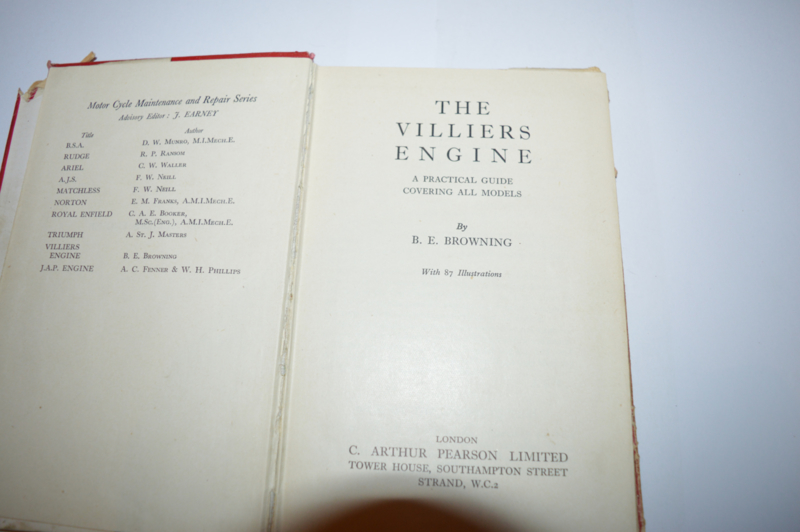 Motor Cycle Maintenance and Repair Series
Advisory Editor: J. EARNEY
Title Author
B.S.A. D. W. MUNRO, M.I.MECH.E.
RUDGE R. P. RANSOM
ARIEL C. W. WALLER
A.J.S. F. W. NEILL
MATCHLESS F. W. NEILL
NORTON E. M. FRANKS, A.M.I.MECH.E.
ROYAL ENFIELD C. A. E. BOOKER,
M.SC.(ENG.), A.M.I.MECH.E.
TRIUMPH A. ST. J. MASTERS
VILLIERS
ENGINE B. E. BROWNING
J.A.P. ENGINE A. C. FENNER & W. H. PHILLIPS
THE
VILLIERS
ENGINE
A PRACTICAL GUIDE
COVERING ALL MODELS
By
B. E. BROWNING
With 87 Illustrations
LONDON
C. ARTHUR PEARSON LIMITED
TOWER HOUSE, SOUTHAMPTON STREET
STRAND, W.C.2